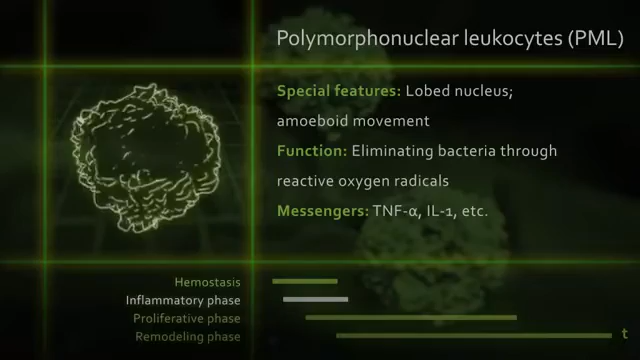 Polymorphonuclear leukocytes (PML)
Special features: Lobed nucleus;
amoeboid movement
Function: Eliminating bacteria through
reactive oxygen radicals
Messengers: TNF-α, IL-1, etc.
Hemostasis
Inflammatory phase
Proliferative phase
Remodeling phase
t